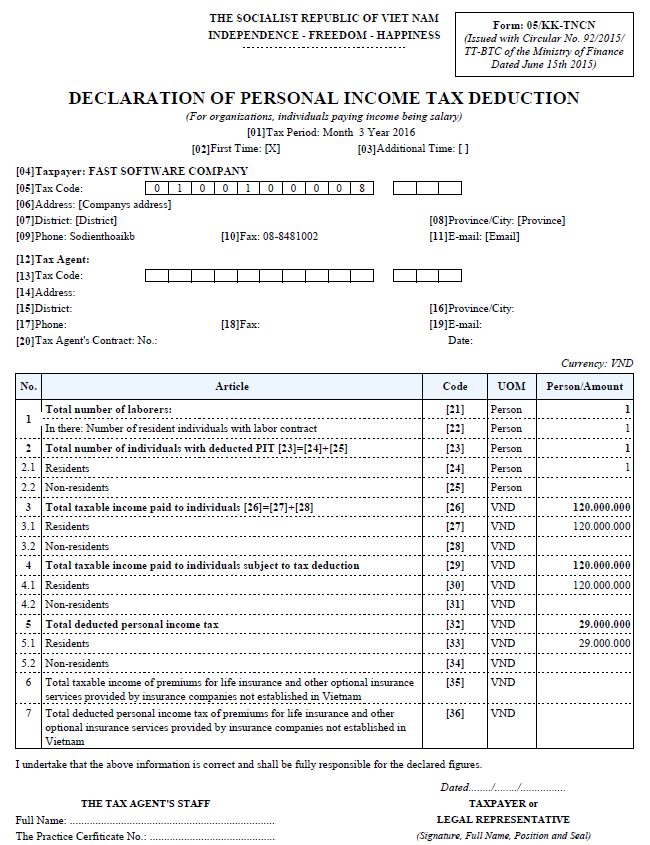 THE SOCIALIST REPUBLIC OF VIET NAM
INDEPENDENCE - FREEDOM - HAPPINESS
Form: 05/KK-TNCN
(Issued with Circular No. 92/2015/
TT-BTC of the Ministry of Finance
Dated June 15th 2015)
DECLARATION OF PERSONAL INCOME TAX DEDUCTION
(For organizations, individuals paying income being salary)
[01]Tax Period: Month 3 Year 2016
[02]First Time: [X] [03]Additional Time: [ ]
[04]Taxpayer: FAST SOFTWARE COMPANY
[05]Tax Code: 0 1 0 0 1 0 0 0 0 8
[06]Address: [Companys address]
[07]District: [District] [08]Province/City: [Province]
[09]Phone: Sodienthoaikb [10]Fax: 08-8481002 [11]E-mail: [Email]
[12]Tax Agent:
[13]Tax Code:
[14]Address:
[15]District: [16]Province/City:
[17]Phone: [18]Fax: [19]E-mail:
[20]Tax Agent's Contract: No.: Date:
Currency: VND
No. Article Code UOM Person/Amount
1 Total number of laborers: [21] Person 1
In there: Number of resident individuals with labor contract [22] Person 1
2 Total number of individuals with deducted PIT [23]=[24]+[25] [23] Person 1
2.1 Residents [24] Person 1
2.2 Non-residents [25] Person
3 Total taxable income paid to individuals [26]=[27]+[28] [26] VND 120.000.000
3.1 Residents [27] VND 120.000.000
3.2 Non-residents [28] VND
4 Total taxable income paid to individuals subject to tax deduction [29] VND 120.000.000
4.1 Residents [30] VND 120.000.000
4.2 Non-residents [31] VND
5 Total deducted personal income tax [32] VND 29.000.000
5.1 Residents [33] VND 29.000.000
5.2 Non-residents [34] VND
6 Total taxable income of premiums for life insurance and other optional insurance [35] VND
services provided by insurance companies not established in Vietnam
7 Total deducted personal income tax of premiums for life insurance and other [36] VND
optional insurance services provided by insurance companies not established in
Vietnam
I undertake that the above information is correct and shall be fully responsible for the declared figures.
Dated......../......../................
THE TAX AGENT'S STAFF TAXPAYER or
Full Name: ........................................................................... LEGAL REPRESENTATIVE
The Practice Cerfiticate No.: .............................................. (Signature, Full Name, Position and Seal)